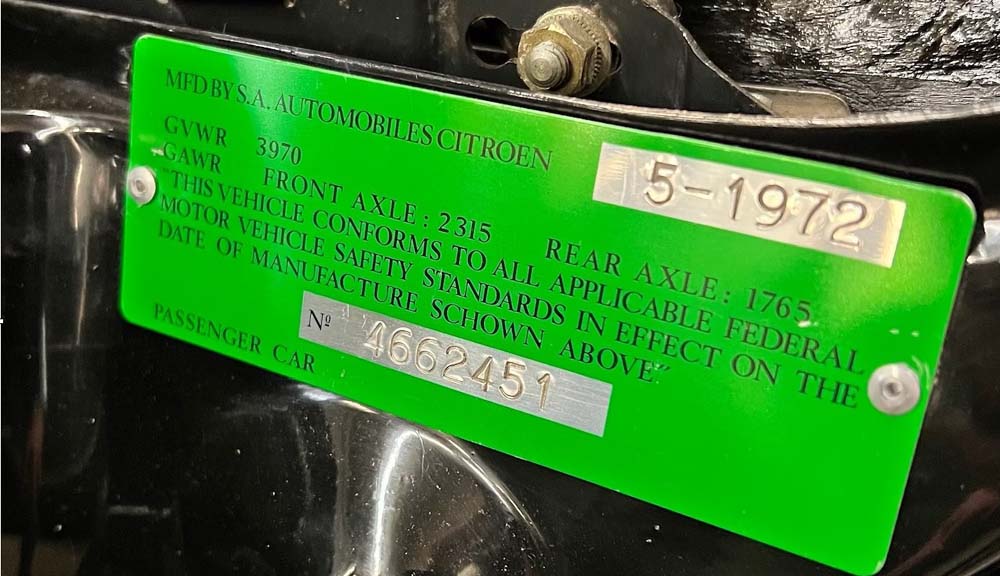 MFD BY S.A. AUTOMOBILES CITROEN
5-1972
GVWR 3970
GAWR FRONT AXLE: 2315 REAR AXLE: 1765
"THIS VEHICLE CONFORMS TO ALL APPLICABLE FEDERAL
MOTOR VEHICLE SAFETY STANDARDS IN EFFECT ON THE
DATE OF MANUFACTURE SCHOWN ABOVE"
Nº 4662451
PASSENGER CAR